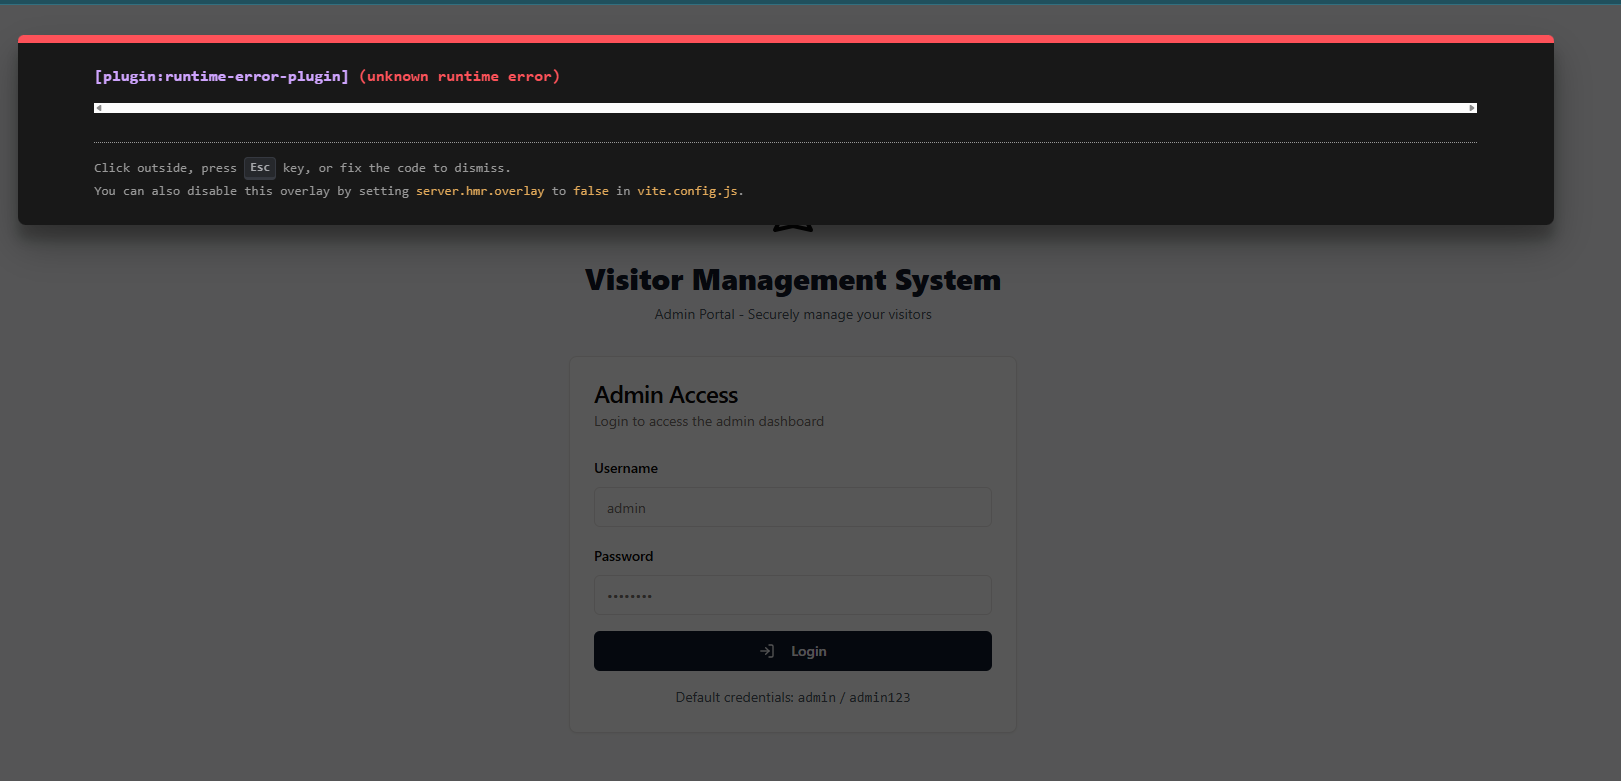 [plugin:runtime-error-plugin] (unknown runtime error)
Click outside, press Esc key, or fix the code to dismiss.
You can also disable this overlay by setting server.hmr.overlay to false in vite.config.js.
Visitor Management System
Admin Portal - Securely manage your visitors
Admin Access
Login to access the admin dashboard
Username
admin
Password
••••••••
Login
Default credentials: admin / admin123